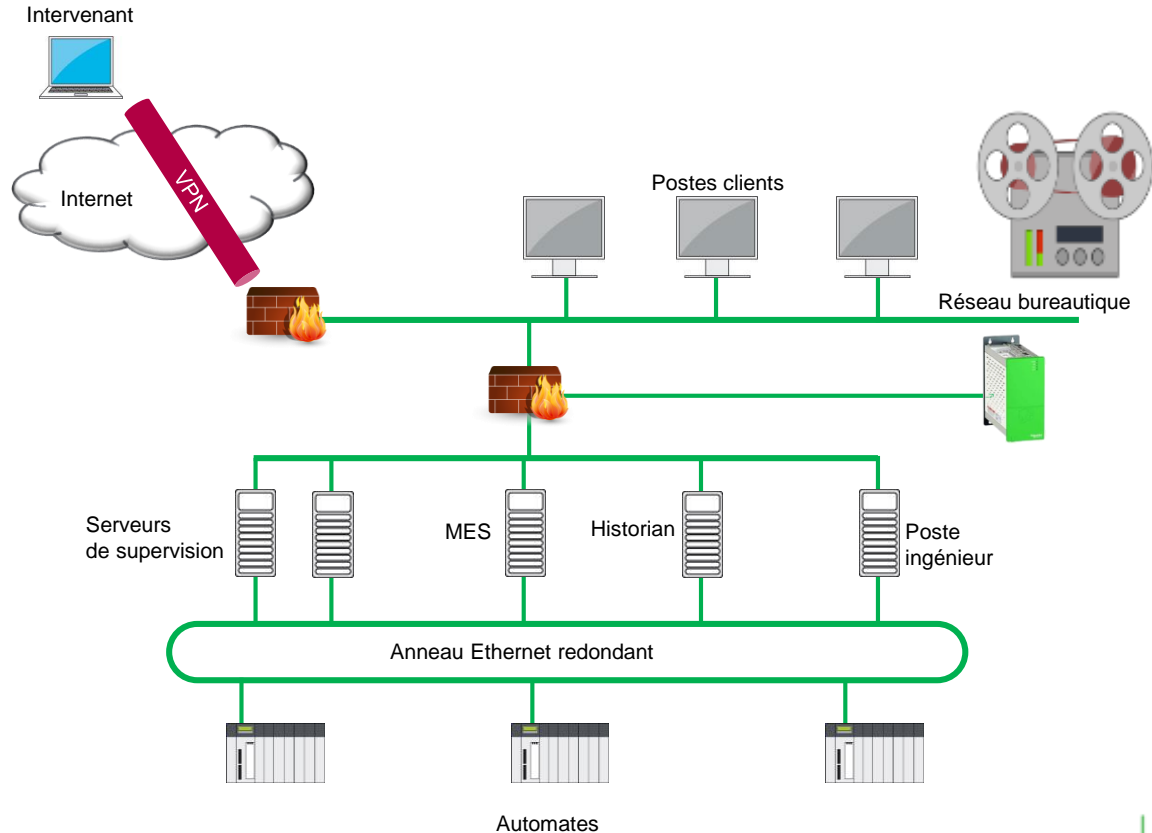 Intervenant
Internet
VPN
Postes clients
Réseau bureautique
Serveurs
de supervision
MES
Historian
Poste
ingénieur
Anneau Ethernet redondant
Automates